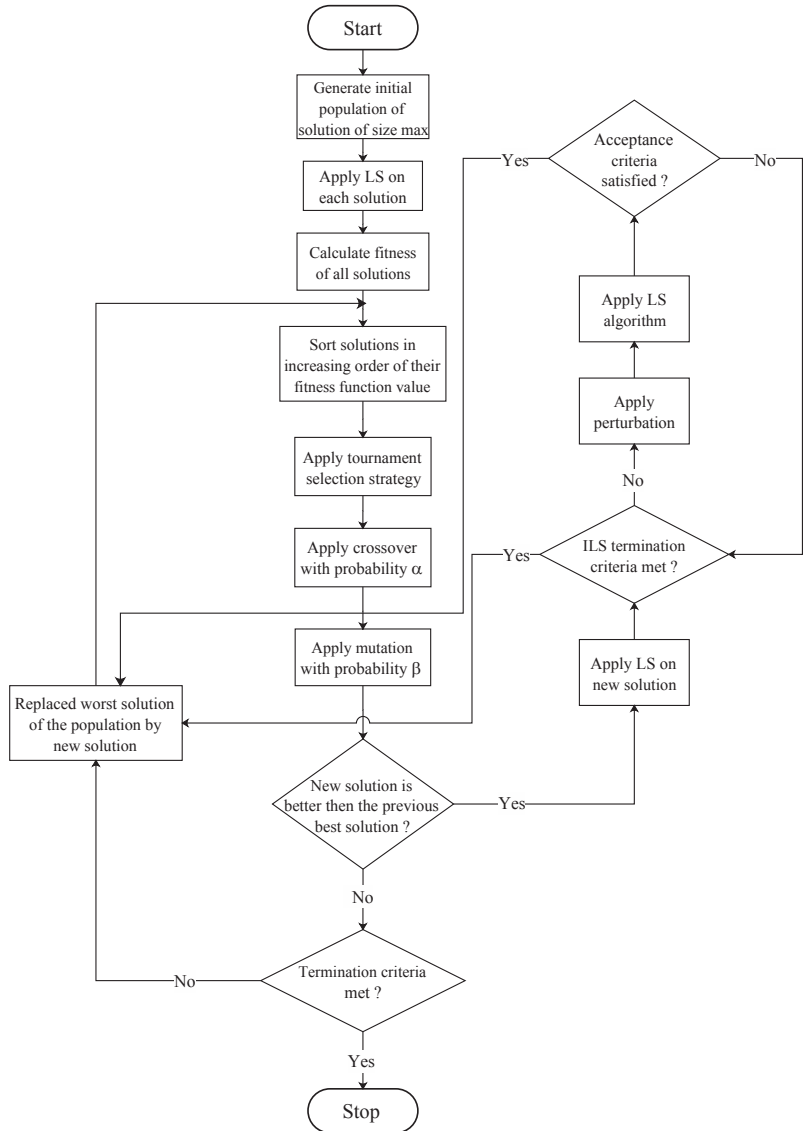 Start
Generate initial
population of
solution of size max
Apply LS on
each solution
Calculate fitness
of all solutions
Sort solutions in
increasing order of their
fitness function value
Apply tournament
selection strategy
Apply crossover
with probability α
Apply mutation
with probability β
Replaced worst solution
of the population by
new solution
New solution is
better then the previous
best solution ?
Yes
No
Termination criteria
met ?
No
Yes
Stop
Apply LS on
new solution
ILS termination
criteria met ?
Yes
No
Apply
perturbation
Apply LS
algorithm
Acceptance
criteria
satisfied ?
Yes
No